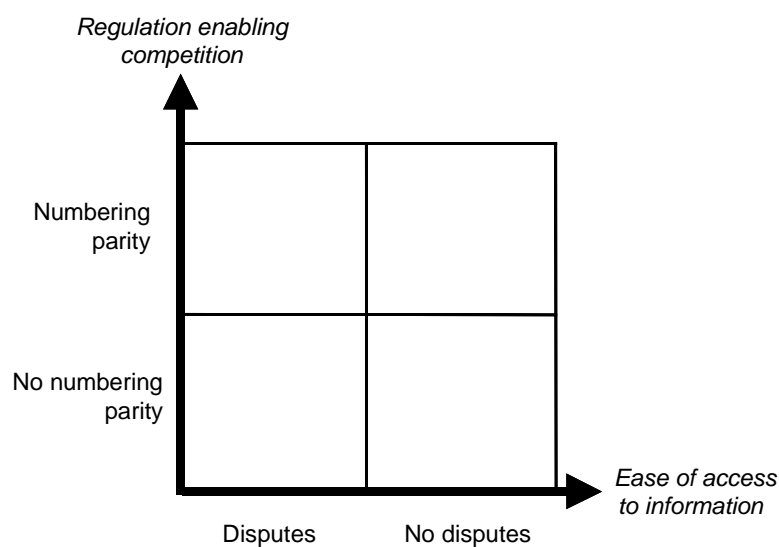 Regulation enabling
competition
Numbering
parity
No numbering
parity
Ease of access
to information
Disputes
No disputes